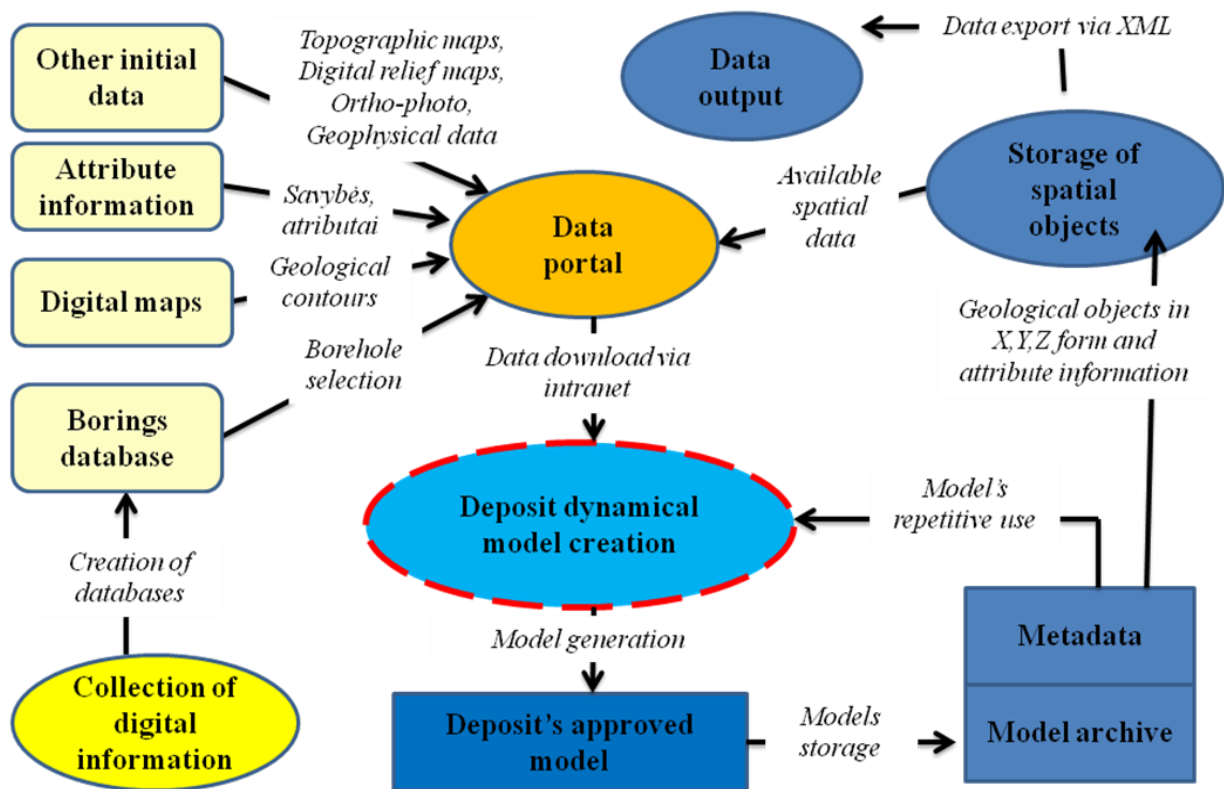 Other initial
data
Topographic maps,
Digital relief maps,
Ortho-photo,
Geophysical data
Data
output
Data export via XML
Attribute
information
Savybės,
atributai
Data
portal
Available
spatial
data
Storage of
spatial
objects
Digital maps
Geological
contours
Borehole
selection
Data download via
intranet
Geological objects in
X,Y,Z form and
attribute information
Borings
database
Deposit dynamical
model creation
Model's
repetitive use
Creation of
databases
Model generation
Metadata
Collection of
digital
information
Deposit's approved
model
Models
storage
Model archive